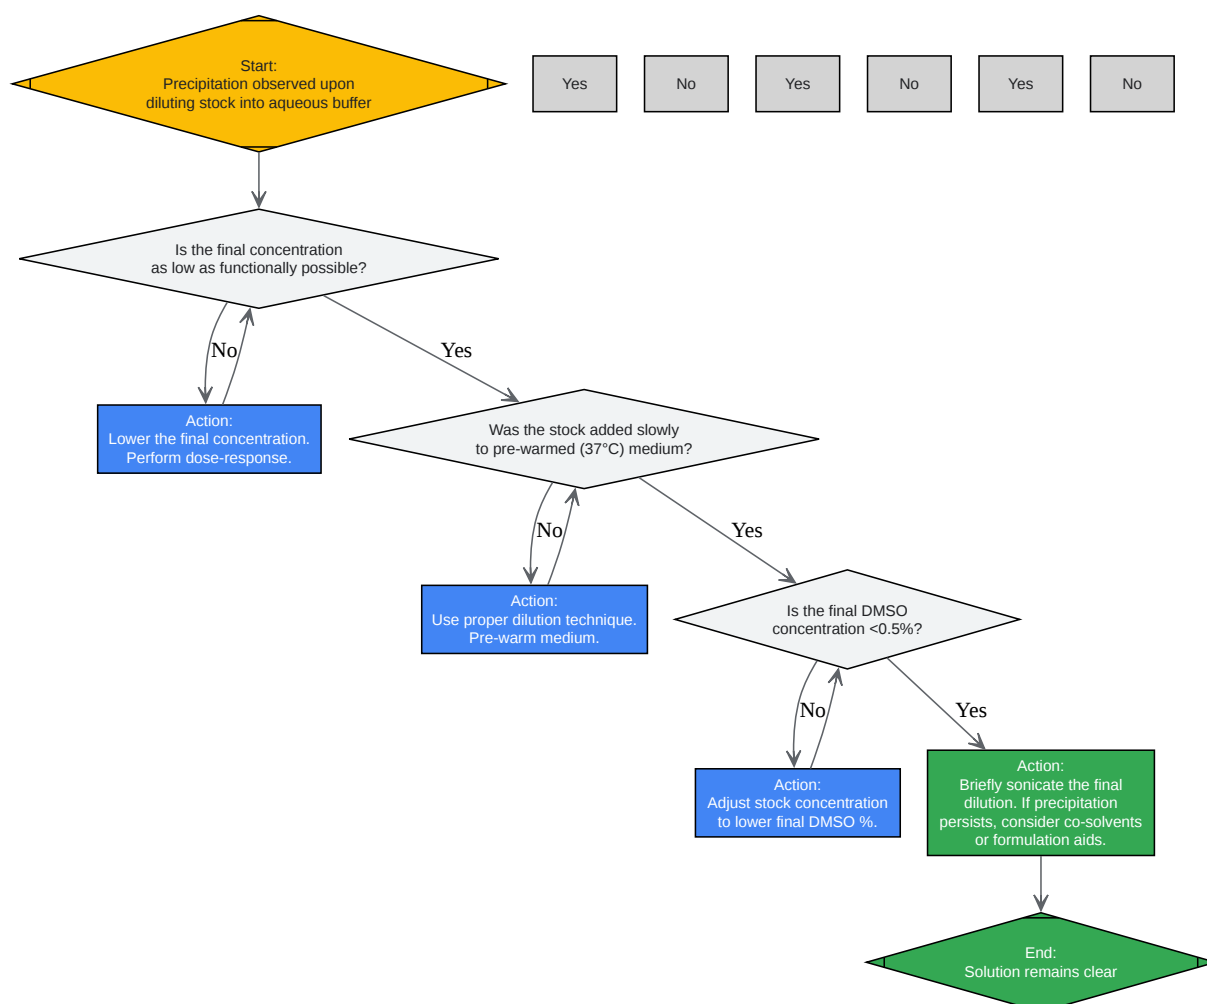 Start:
Precipitation observed upon
diluting stock into aqueous buffer
Yes
No
Yes
No
Yes
No
Is the final concentration
as low as functionally possible?
No
Yes
Action:
Lower the final concentration.
Perform dose-response.
Was the stock added slowly
to pre-warmed (37°C) medium?
No
Yes
Action:
Use proper dilution technique.
Pre-warm medium.
Is the final DMSO
concentration <0.5%?
No
Yes
Action:
Adjust stock concentration
to lower final DMSO %.
Action:
Briefly sonicate the final
dilution. If precipitation
persists, consider co-solvents
or formulation aids.
End:
Solution remains clear